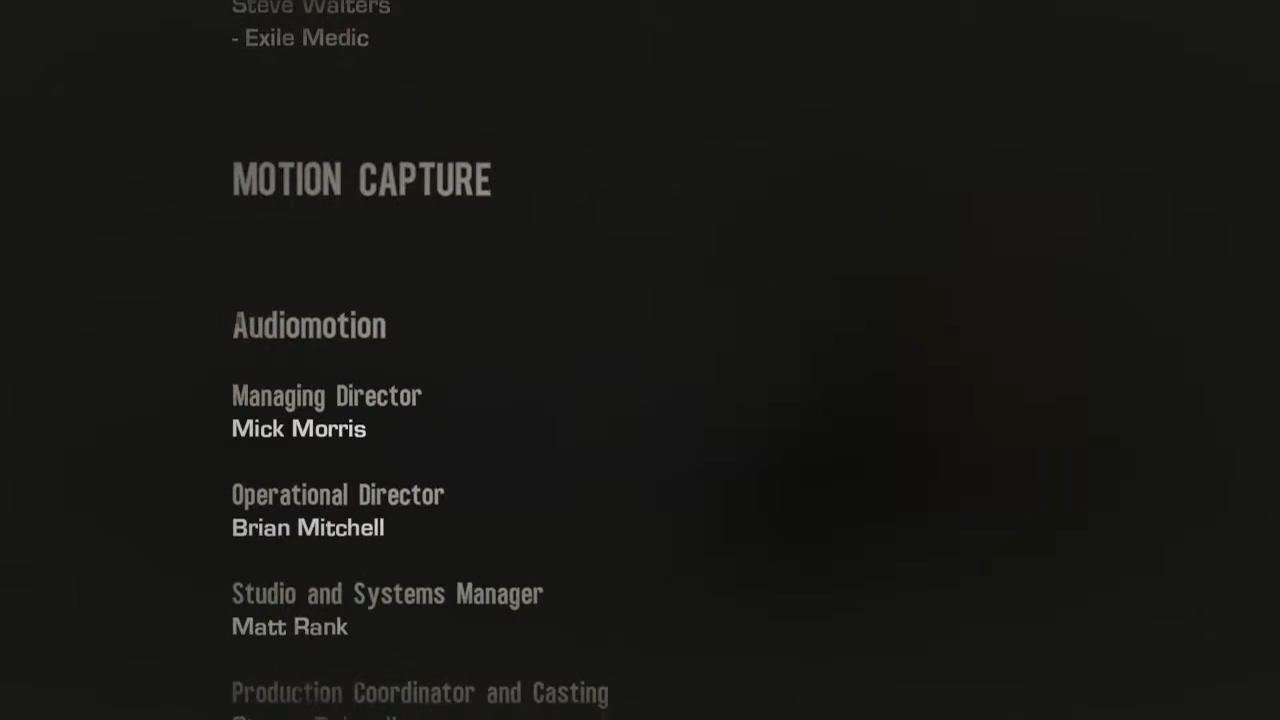 Steve Walters
- Exile Medic
MOTION CAPTURE
Audiomotion
Managing Director
Mick Morris
Operational Director
Brian Mitchell
Studio and Systems Manager
Matt Rank
Production Coordinator and Casting